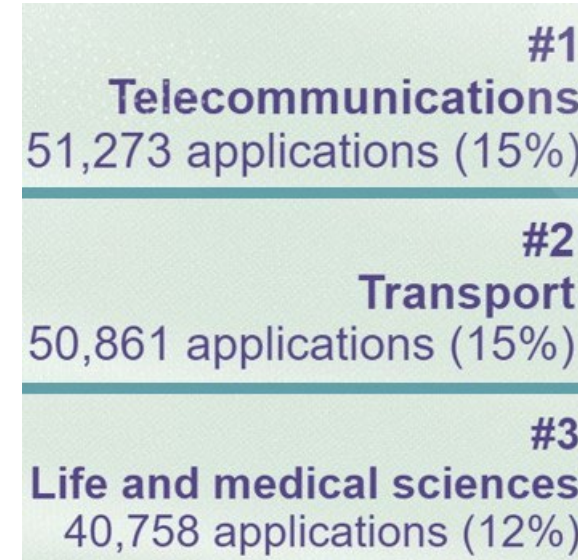 #1
Telecommunications
51,273 applications (15%)
#2
Transport
50,861 applications (15%)
#3
Life and medical sciences
40,758 applications (12%)